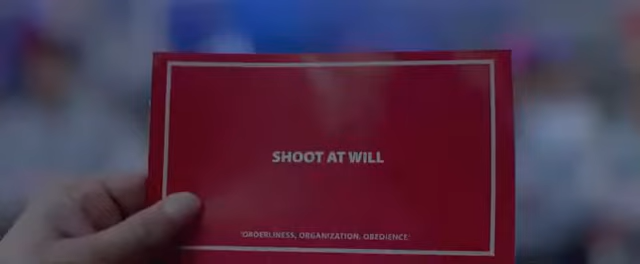 SHOOT AT WILL
"ORDERLINESS, ORGANIZATION, OBEDIENCE"